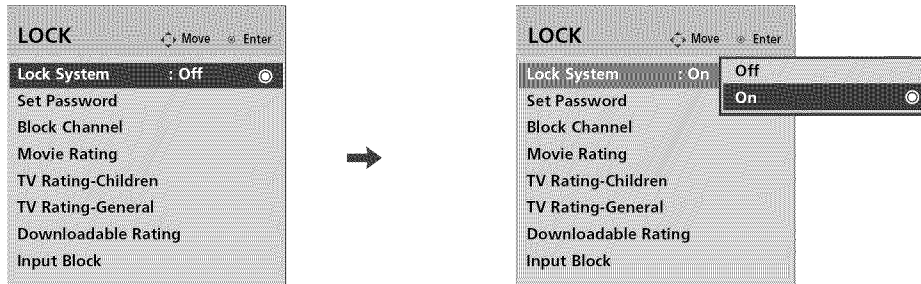 LOCK
Move Enter
Lock System : Off
Set Password
Block Channel
Movie Rating
TV Rating-Children
TV Rating-General
Downloadable Rating
Input Block
LOCK
Move Enter
Lock System : On
Off
On
Set Password
Block Channel
Movie Rating
TV Rating-Children
TV Rating-General
Downloadable Rating
Input Block